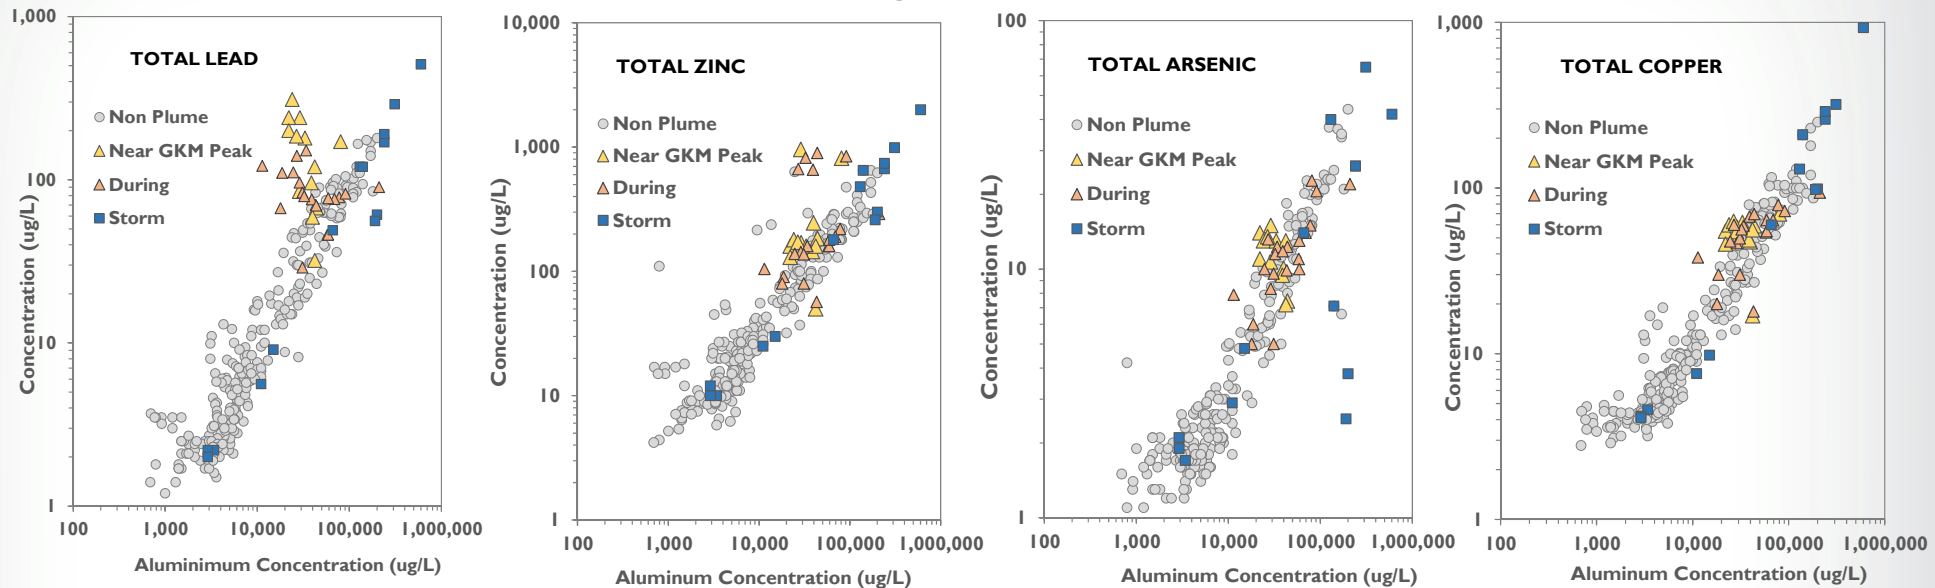 1,000
100
10
1
Concentration (ug/L)
TOTAL LEAD
Non Plume
Near GKM Peak
During
Storm
100
1,000
10,000
100,000
1,000,000
Aluminimum Concentration (ug/L)
10,000
1,000
100
10
1
Concentration (ug/L)
TOTAL ZINC
Non Plume
Near GKM Peak
During
Storm
100
1,000
10,000
100,000
1,000,000
Aluminum Concentration (ug/L)
100
10
1
Concentration (ug/L)
TOTAL ARSENIC
Non Plume
Near GKM Peak
During
Storm
100
1,000
10,000
100,000
1,000,000
Aluminum Concentration (ug/L)
1,000
100
10
1
Concentration (ug/L)
TOTAL COPPER
Non Plume
Near GKM Peak
During
Storm
100
1,000
10,000
100,000
1,000,000
Aluminum Concentration (ug/L)